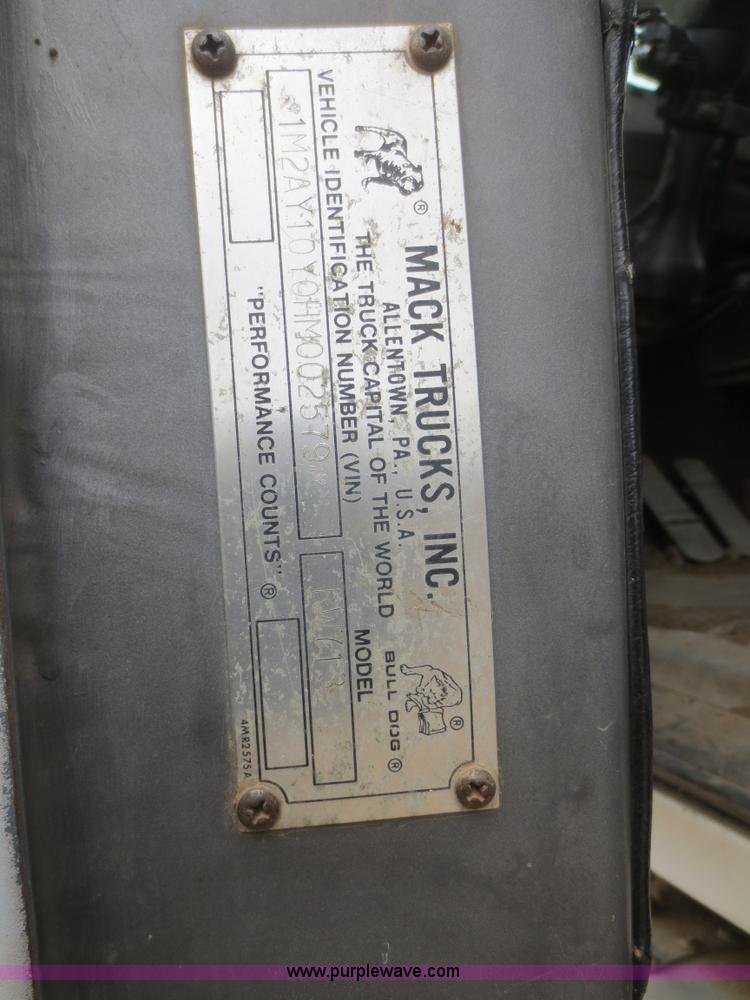 ® MACK TRUCKS, INC.
ALLENTOWN, PA., U.S.A.
THE TRUCK CAPITAL OF THE WORLD
BULL DOG ®
®
VEHICLE IDENTIFICATION NUMBER (VIN)
MODEL
1M2AY10Y0HM002579
"PERFORMANCE COUNTS" ®
4MR2575A
www.purplewave.com